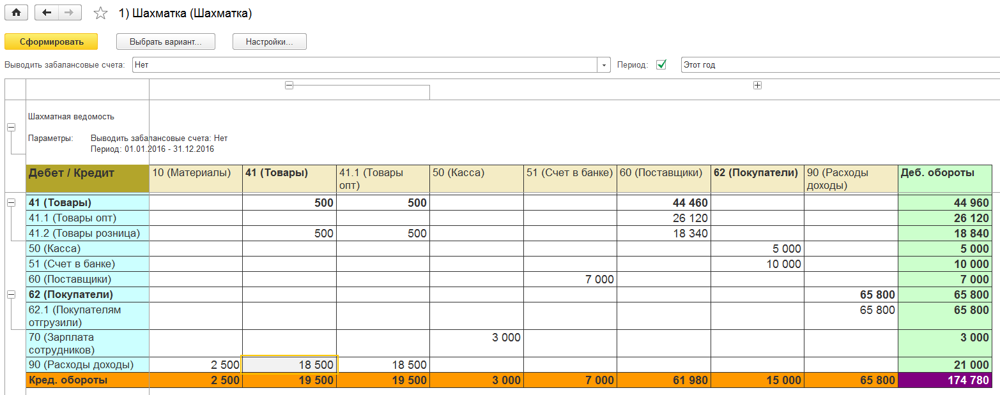 1) Шахматка (Шахматка)
Сформировать Выбрать вариант... Настройки...
Выводить забалансовые счета: Нет Период: Этот год
Шахматная ведомость
Параметры: Выводить забалансовые счета: Нет
Период: 01.01.2016 - 31.12.2016
Дебет / Кредит 10 (Материалы) 41 (Товары) 41.1 (Товары опт) 50 (Касса) 51 (Счет в банке) 60 (Поставщики) 62 (Покупатели) 90 (Расходы доходы) Деб. обороты
41 (Товары) 500 500 44 460 44 960
41.1 (Товары опт) 26 120 26 120
41.2 (Товары розница) 500 500 18 340 18 840
50 (Касса) 5 000 5 000
51 (Счет в банке) 10 000 10 000
60 (Поставщики) 7 000 7 000
62 (Покупатели) 65 800 65 800
62.1 (Покупателям отгрузили) 65 800 65 800
70 (Зарплата сотрудников) 3 000 3 000
90 (Расходы доходы) 2 500 18 500 18 500 21 000
Кред. обороты 2 500 19 500 19 500 3 000 7 000 61 980 15 000 65 800 174 780